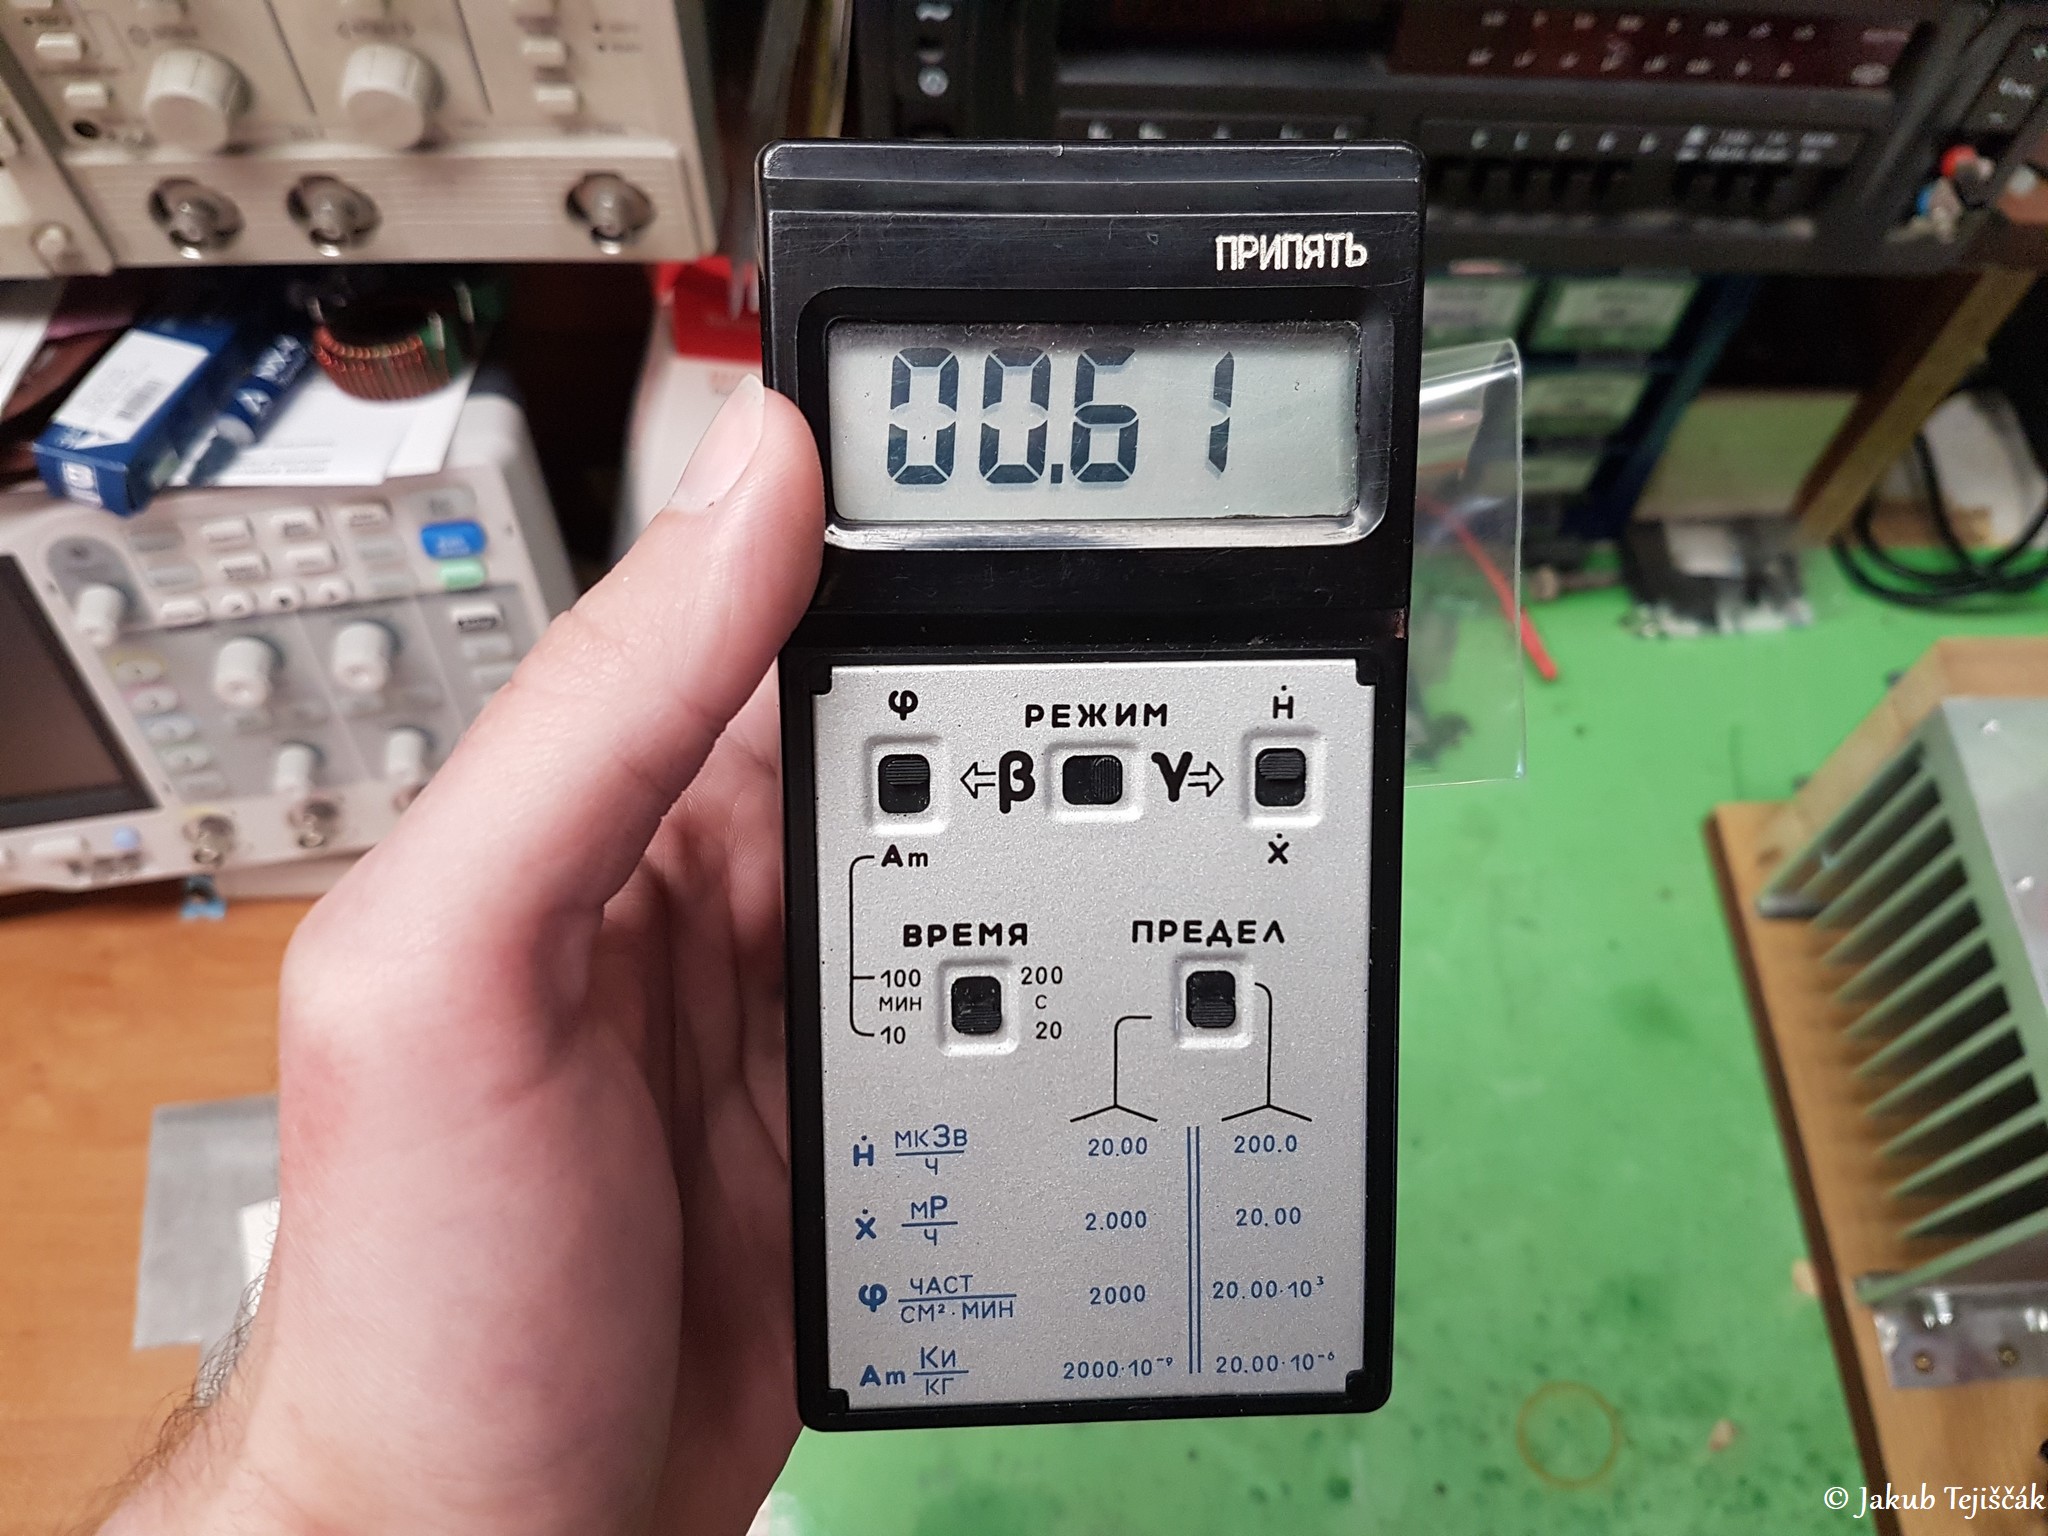 ПРИПЯТЬ
00.61
φ РЕЖИМ Ḣ
⇐β γ⇒
Am Ẋ
ВРЕМЯ ПРЕДЕЛ
100 200
МИН С
10 20
Ḣ мкЗв/ч 20.00 200.0
Ẋ мР/ч 2.000 20.00
φ ЧАСТ/СМ²·МИН 2000 20.00·10³
Am Ки/КГ 2000·10⁻⁹ 20.00·10⁻⁶
© Jakub Tejiščák